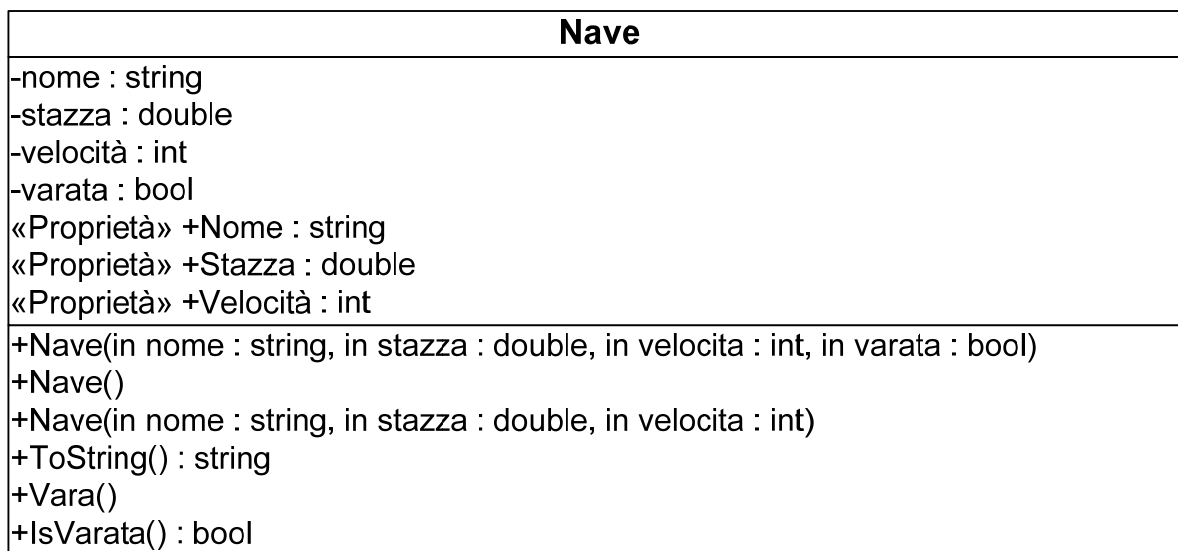 Nave
-nome : string
-stazza : double
-velocità : int
-varata : bool
«Proprietà» +Nome : string
«Proprietà» +Stazza : double
«Proprietà» +Velocità : int
+Nave(in nome : string, in stazza : double, in velocita : int, in varata : bool)
+Nave()
+Nave(in nome : string, in stazza : double, in velocita : int)
+ToString() : string
+Vara()
+IsVarata() : bool